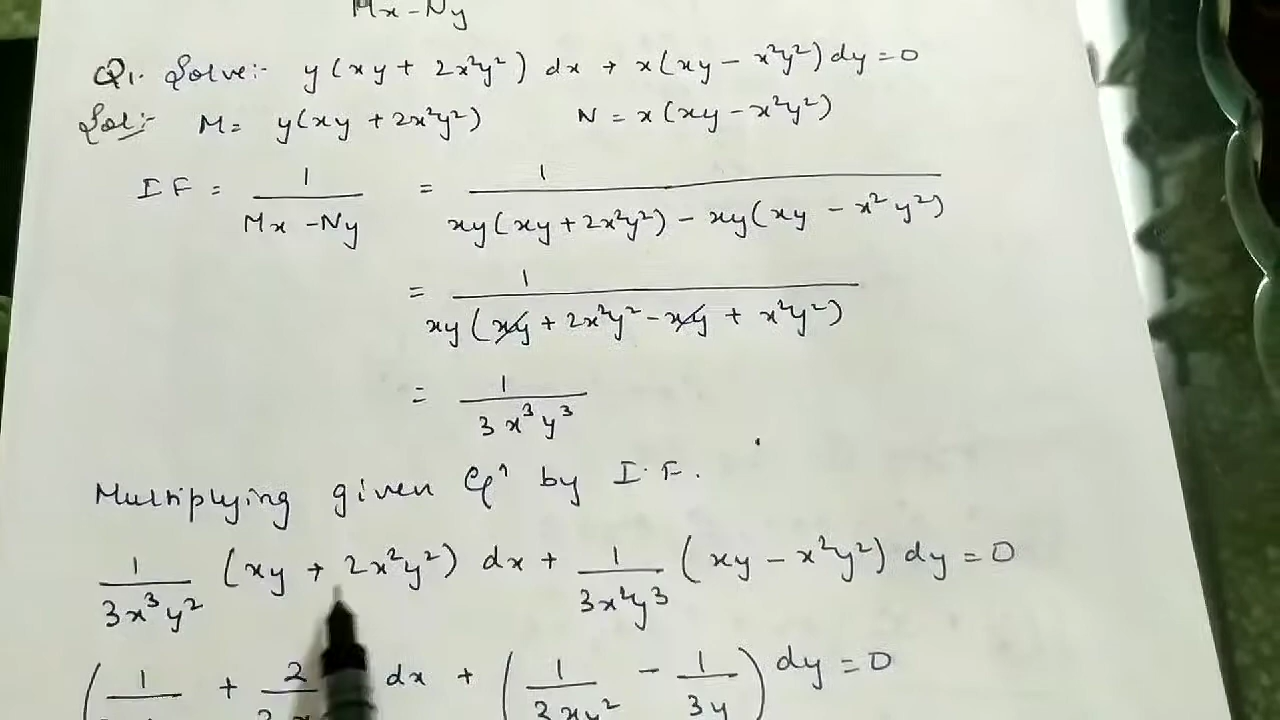 Mx - Ny
Q1. Solve:- y(xy + 2x²y²) dx + x(xy - x²y²) dy = 0
Sol:- M = y(xy + 2x²y²) N = x(xy - x²y²)
IF = 1/(Mx - Ny) = 1/(xy(xy + 2x²y²) - xy(xy - x²y²))
= 1/(xy(xy + 2x²y² - xy + x²y²))
= 1/(3x³y³)
Multiplying given Eqⁿ by I.F.
1/(3x³y²) (xy + 2x²y²) dx + 1/(3x²y³) (xy - x²y²) dy = 0
( 1 + 2 dx + (1/(3xy²) - 1/(3y)) dy = 0